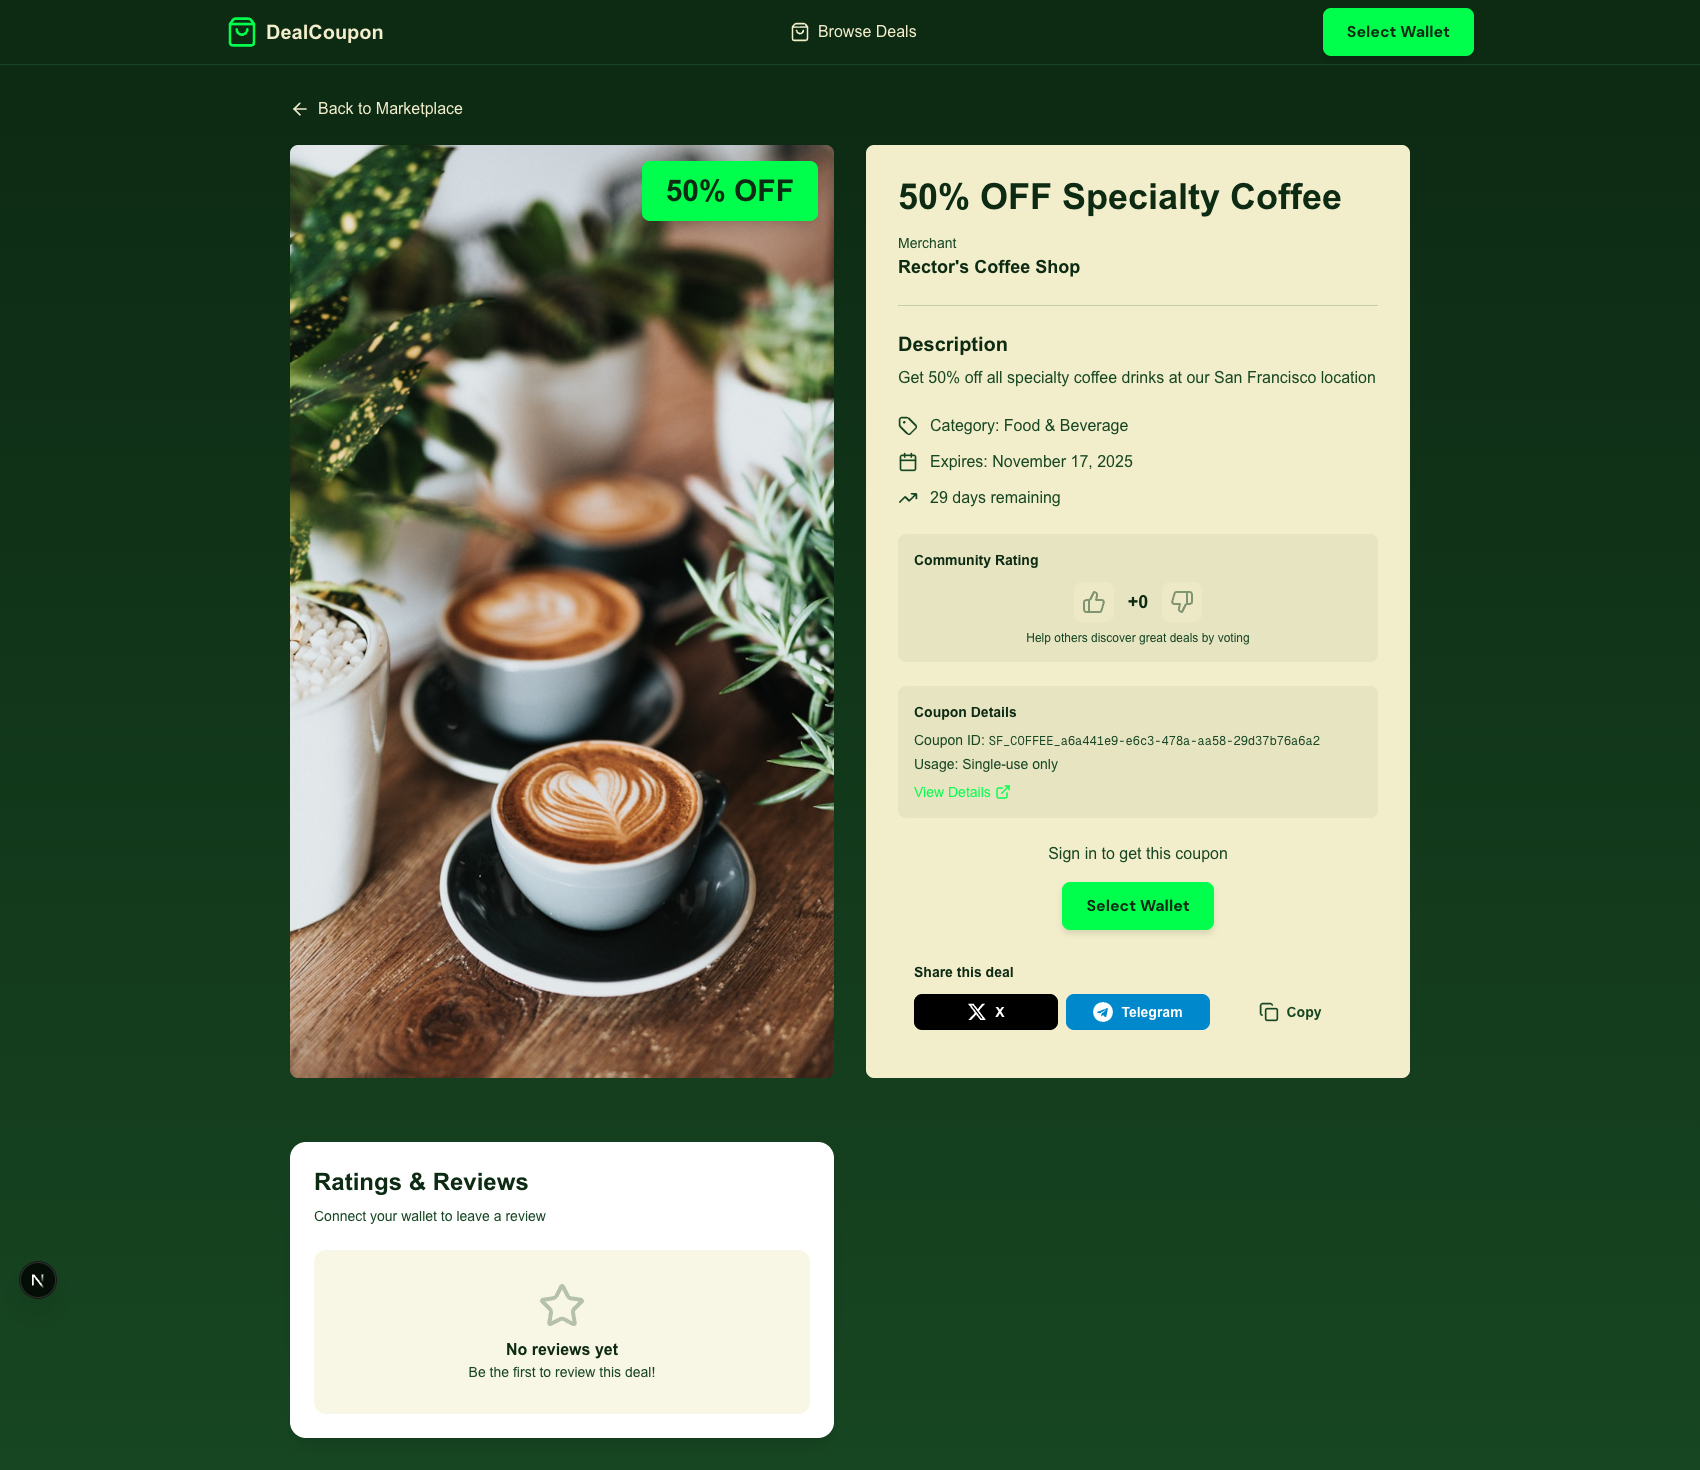 DealCoupon
Browse Deals
Select Wallet
Back to Marketplace
50% OFF
50% OFF Specialty Coffee
Merchant
Rector's Coffee Shop
Description
Get 50% off all specialty coffee drinks at our San Francisco location
Category: Food & Beverage
Expires: November 17, 2025
29 days remaining
Community Rating
+0
Help others discover great deals by voting
Coupon Details
Coupon ID: SF_COFFEE_a6a441e9-e6c3-478a-aa58-29d37b76a6a2
Usage: Single-use only
View Details
Sign in to get this coupon
Select Wallet
Share this deal
X
Telegram
Copy
Ratings & Reviews
Connect your wallet to leave a review
No reviews yet
Be the first to review this deal!
N